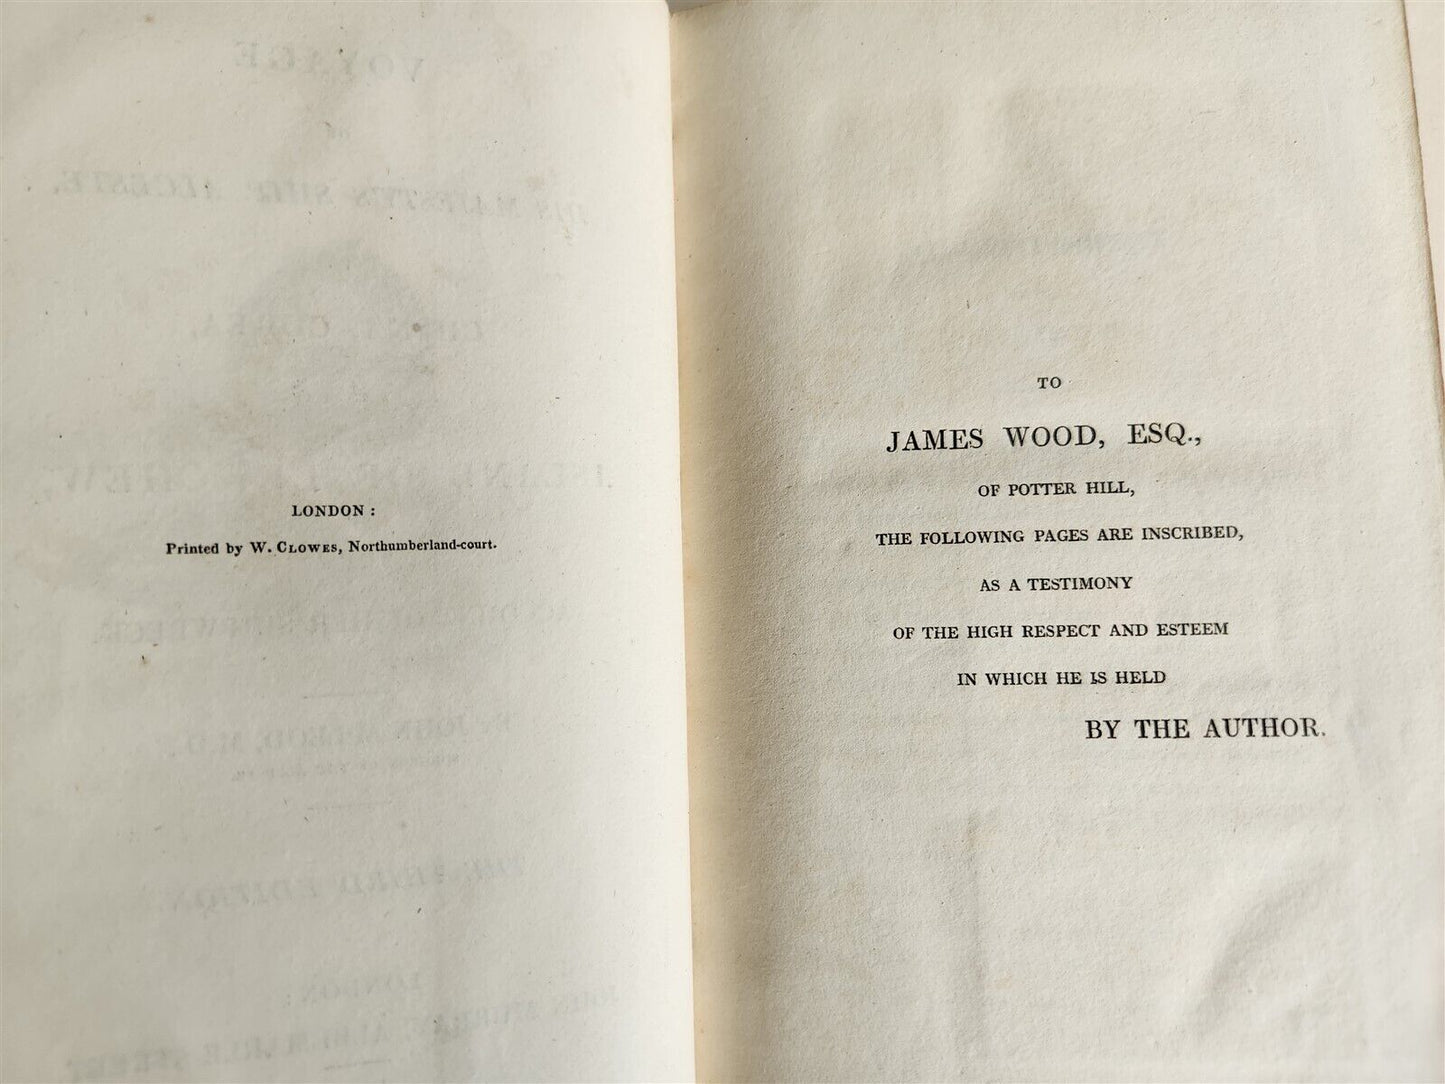 LONDON:
Printed by W. CLOWES, Northumberland-court.
TO
JAMES WOOD, ESQ.,
OF POTTER HILL,
THE FOLLOWING PAGES ARE INSCRIBED,
AS A TESTIMONY
OF THE HIGH RESPECT AND ESTEEM
IN WHICH HE IS HELD
BY THE AUTHOR.